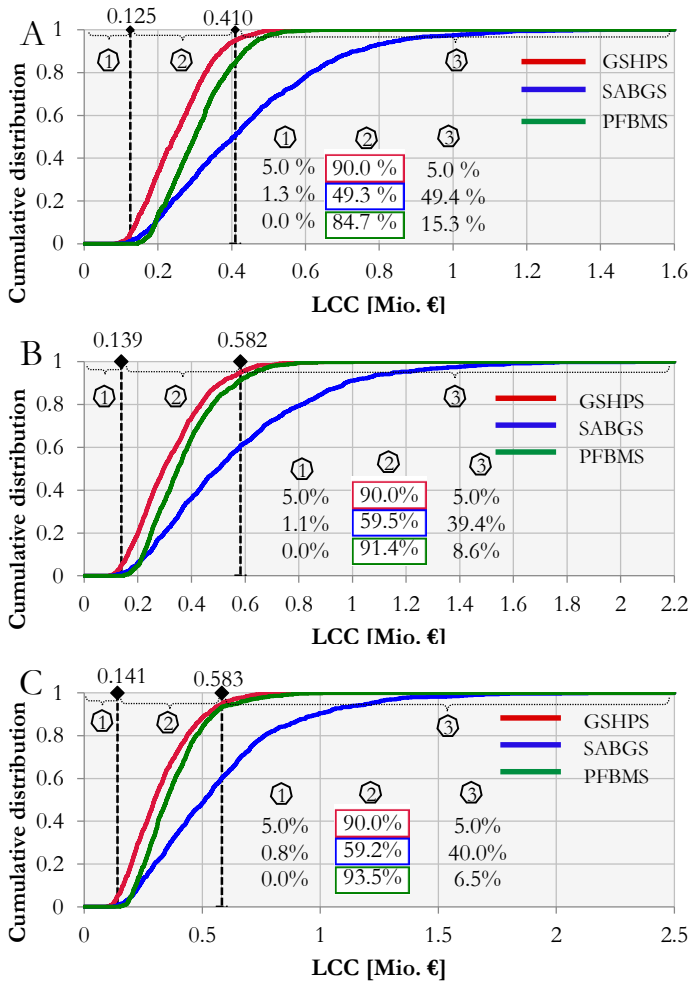 A
0.125 0.410
1 2 3
Cumulative distribution
1
0.8
0.6
0.4
0.2
0
GSHPS
SABGS
PFBMS
1 2 3
5.0 % 90.0 % 5.0 %
1.3 % 49.3 % 49.4 %
0.0 % 84.7 % 15.3 %
0 0.2 0.4 0.6 0.8 1 1.2 1.4 1.6
LCC [Mio. €]
B
0.139 0.582
1 2 3
Cumulative distribution
1
0.8
0.6
0.4
0.2
0
GSHPS
SABGS
PFBMS
1 2 3
5.0% 90.0% 5.0%
1.1% 59.5% 39.4%
0.0% 91.4% 8.6%
0 0.2 0.4 0.6 0.8 1 1.2 1.4 1.6 1.8 2 2.2
LCC [Mio. €]
C
0.141 0.583
1 2 3
Cumulative distribution
1
0.8
0.6
0.4
0.2
0
GSHPS
SABGS
PFBMS
1 2 3
5.0% 90.0% 5.0%
0.8% 59.2% 40.0%
0.0% 93.5% 6.5%
0 0.5 1 1.5 2 2.5
LCC [Mio. €]